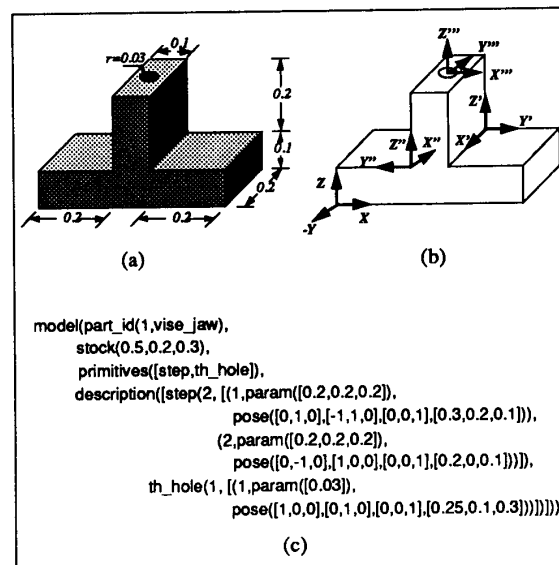 0.1
r=0.03
0.2
0.1
0.2
0.2
0.2
(a)
Z'''
Y'''
X'''
Z'
Y'
X'
Z''
X''
Y''
Z
X
-Y
(b)
model(part_id(1,vise_jaw),
stock(0.5,0.2,0.3),
primitives([step,th_hole]),
description([step(2, [(1,param([0.2,0.2,0.2]),
pose([0,1,0],[-1,1,0],[0,0,1],[0.3,0.2,0.1])),
(2,param([0.2,0.2,0.2]),
pose([0,-1,0],[1,0,0],[0,0,1],[0.2,0,0.1]))]),
th_hole(1, [(1,param([0.03]),
pose([1,0,0],[0,1,0],[0,0,1],[0.25,0.1,0.3]))])]))
(c)